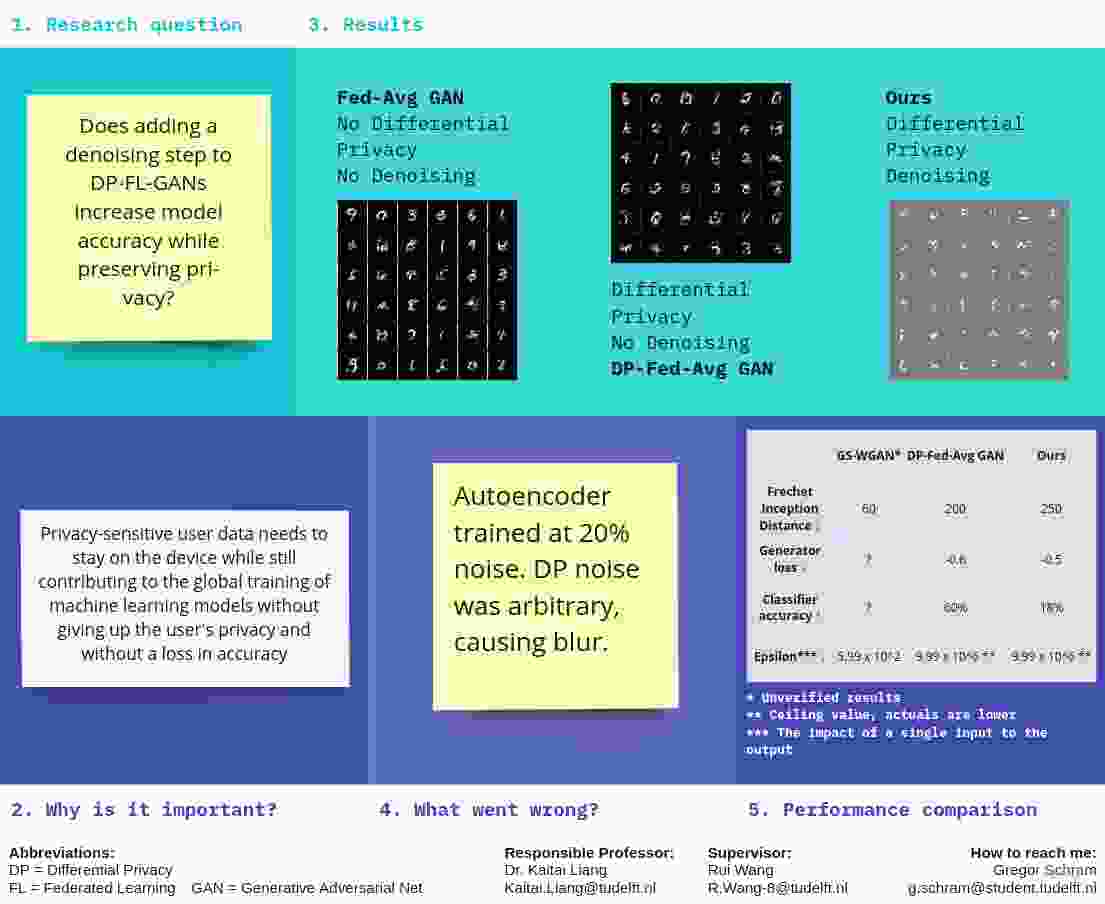 1. Research question
Does adding a
denoising step to
DP-FL-GANs
increase model
accuracy while
preserving pri-
vacy?
3. Results
Fed-Avg GAN
No Differential
Privacy
No Denoising
Differential
Privacy
No Denoising
DP-Fed-Avg GAN
Ours
Differential
Privacy
Denoising
Privacy-sensitive user data needs to
stay on the device while still
contributing to the global training of
machine learning models without
giving up the user's privacy and
without a loss in accuracy
2. Why is it important?
Autoencoder
trained at 20%
noise. DP noise
was arbitrary,
causing blur.
4. What went wrong?
GS-WGAN* DP-Fed-Avg GAN Ours
Frechet
Inception
Distance 60 200 250
Generator
loss ? -0.6 -0.5
Classifier
accuracy ? 60% 18%
Epsilon*** 5.99 x 10^2 9.99 x 10^6 ** 9.99 x 10^6 **
* Unverified results
** Ceiling value, actuals are lower
*** The impact of a single input to the
output
5. Performance comparison
Abbreviations:
DP = Differential Privacy
FL = Federated Learning GAN = Generative Adversarial Net
Responsible Professor:
Dr. Kaitai Liang
Kaitai.Liang@tudelft.nl
Supervisor:
Rui Wang
R.Wang-8@tudelft.nl
How to reach me:
Gregor Schram
g.schram@student.tudelft.nl